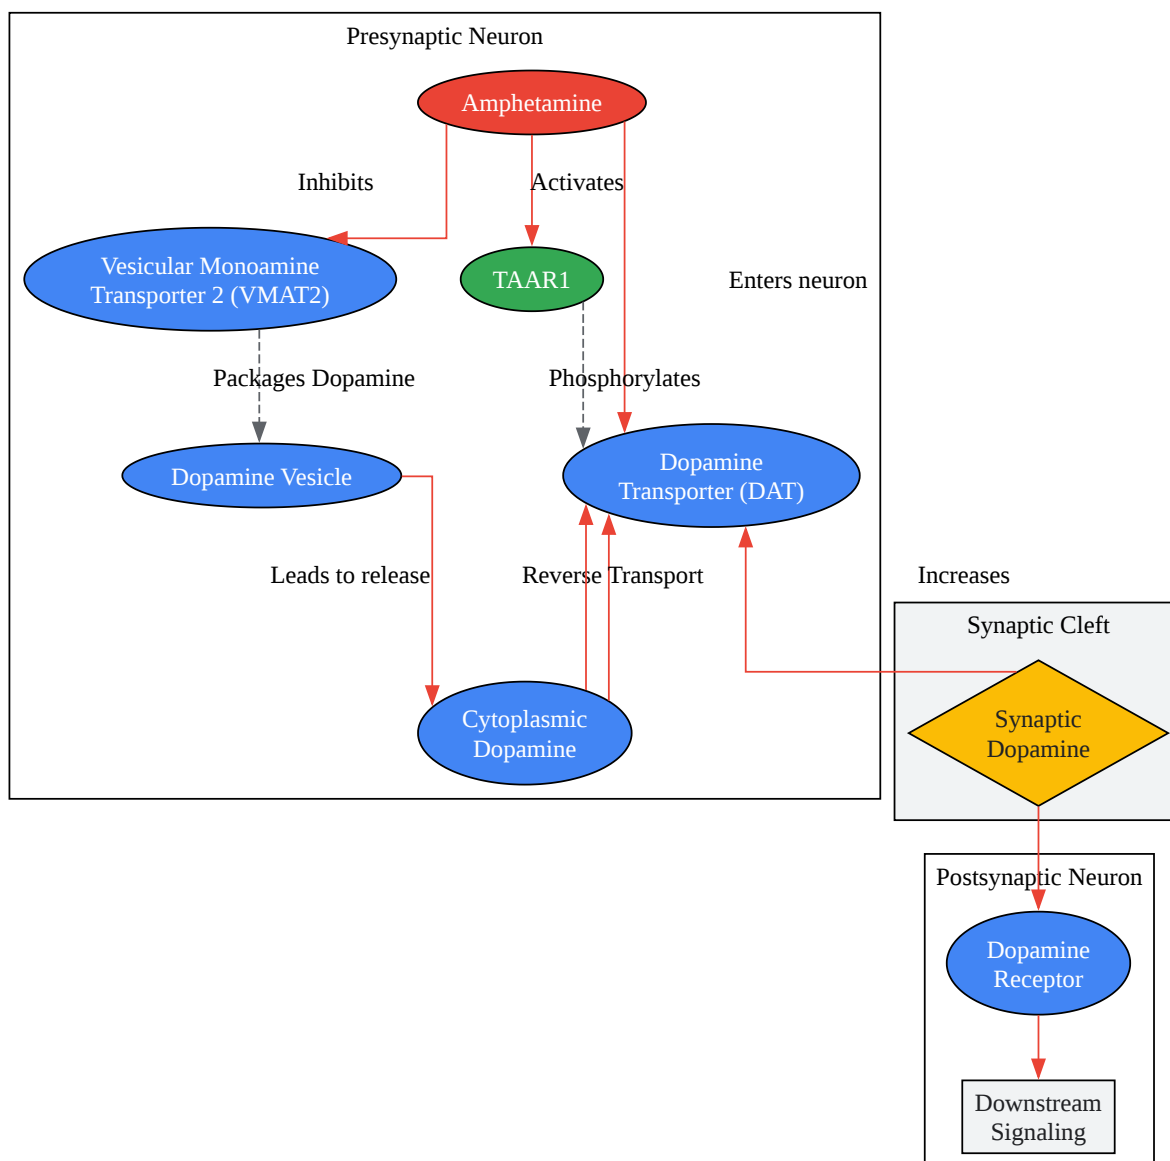 Presynaptic Neuron
Amphetamine
Inhibits
Activates
Vesicular Monoamine
Transporter 2 (VMAT2)
TAAR1
Enters neuron
Packages Dopamine
Phosphorylates
Dopamine Vesicle
Dopamine
Transporter (DAT)
Leads to release
Reverse Transport
Increases
Synaptic Cleft
Cytoplasmic
Dopamine
Synaptic
Dopamine
Postsynaptic Neuron
Dopamine
Receptor
Downstream
Signaling